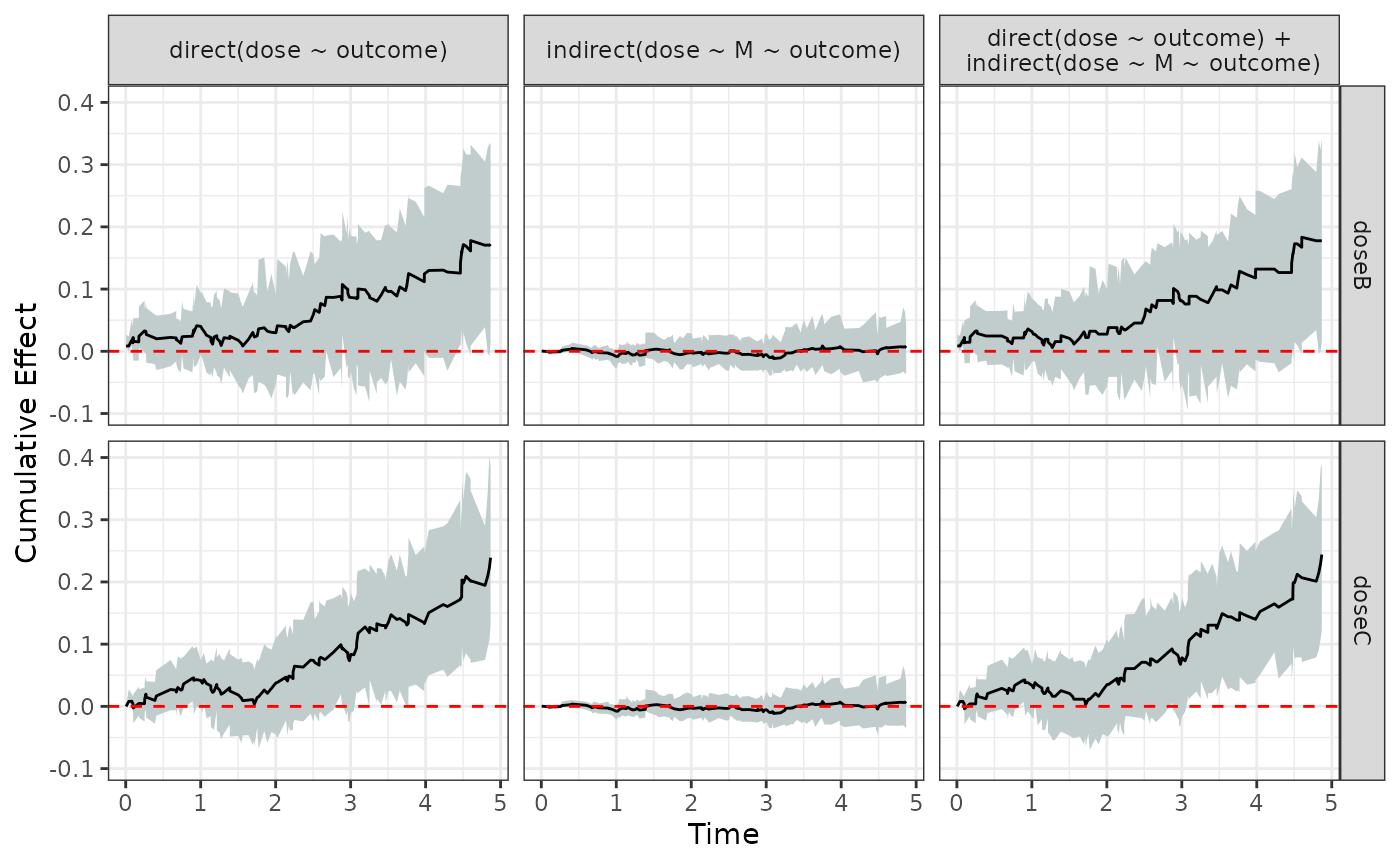 direct(dose ~ outcome)
indirect(dose ~ M ~ outcome)
direct(dose ~ outcome) +
indirect(dose ~ M ~ outcome)
0.4
0.3
0.2
0.1
0.0
-0.1
doseB
0.4
0.3
0.2
0.1
0.0
-0.1
doseC
Cumulative Effect
0 1 2 3 4 5
0 1 2 3 4 5
0 1 2 3 4 5
Time